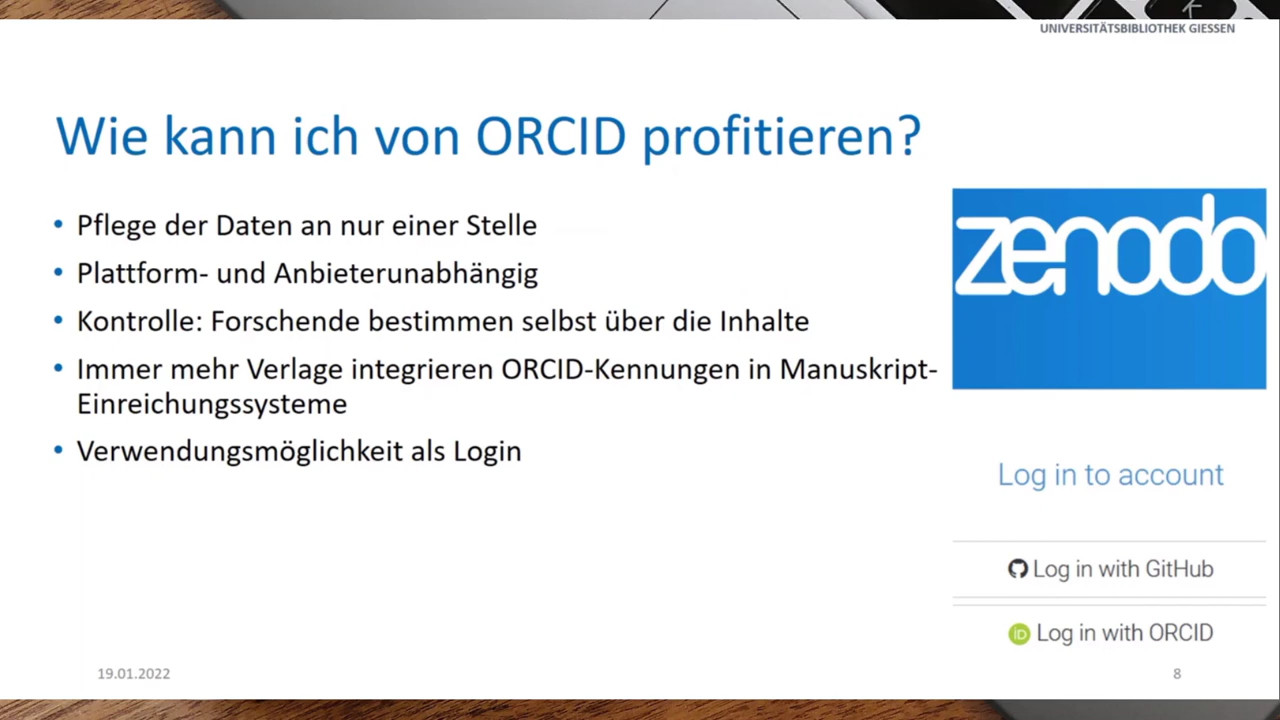 UNIVERSITÄTSBIBLIOTHEK GIESSEN
Wie kann ich von ORCID profitieren?
• Pflege der Daten an nur einer Stelle
• Plattform- und Anbieterunabhängig
• Kontrolle: Forschende bestimmen selbst über die Inhalte
• Immer mehr Verlage integrieren ORCID-Kennungen in Manuskript-
Einreichungssysteme
• Verwendungsmöglichkeit als Login
zenodo
Log in to account
Log in with GitHub
iD Log in with ORCID
19.01.2022
8